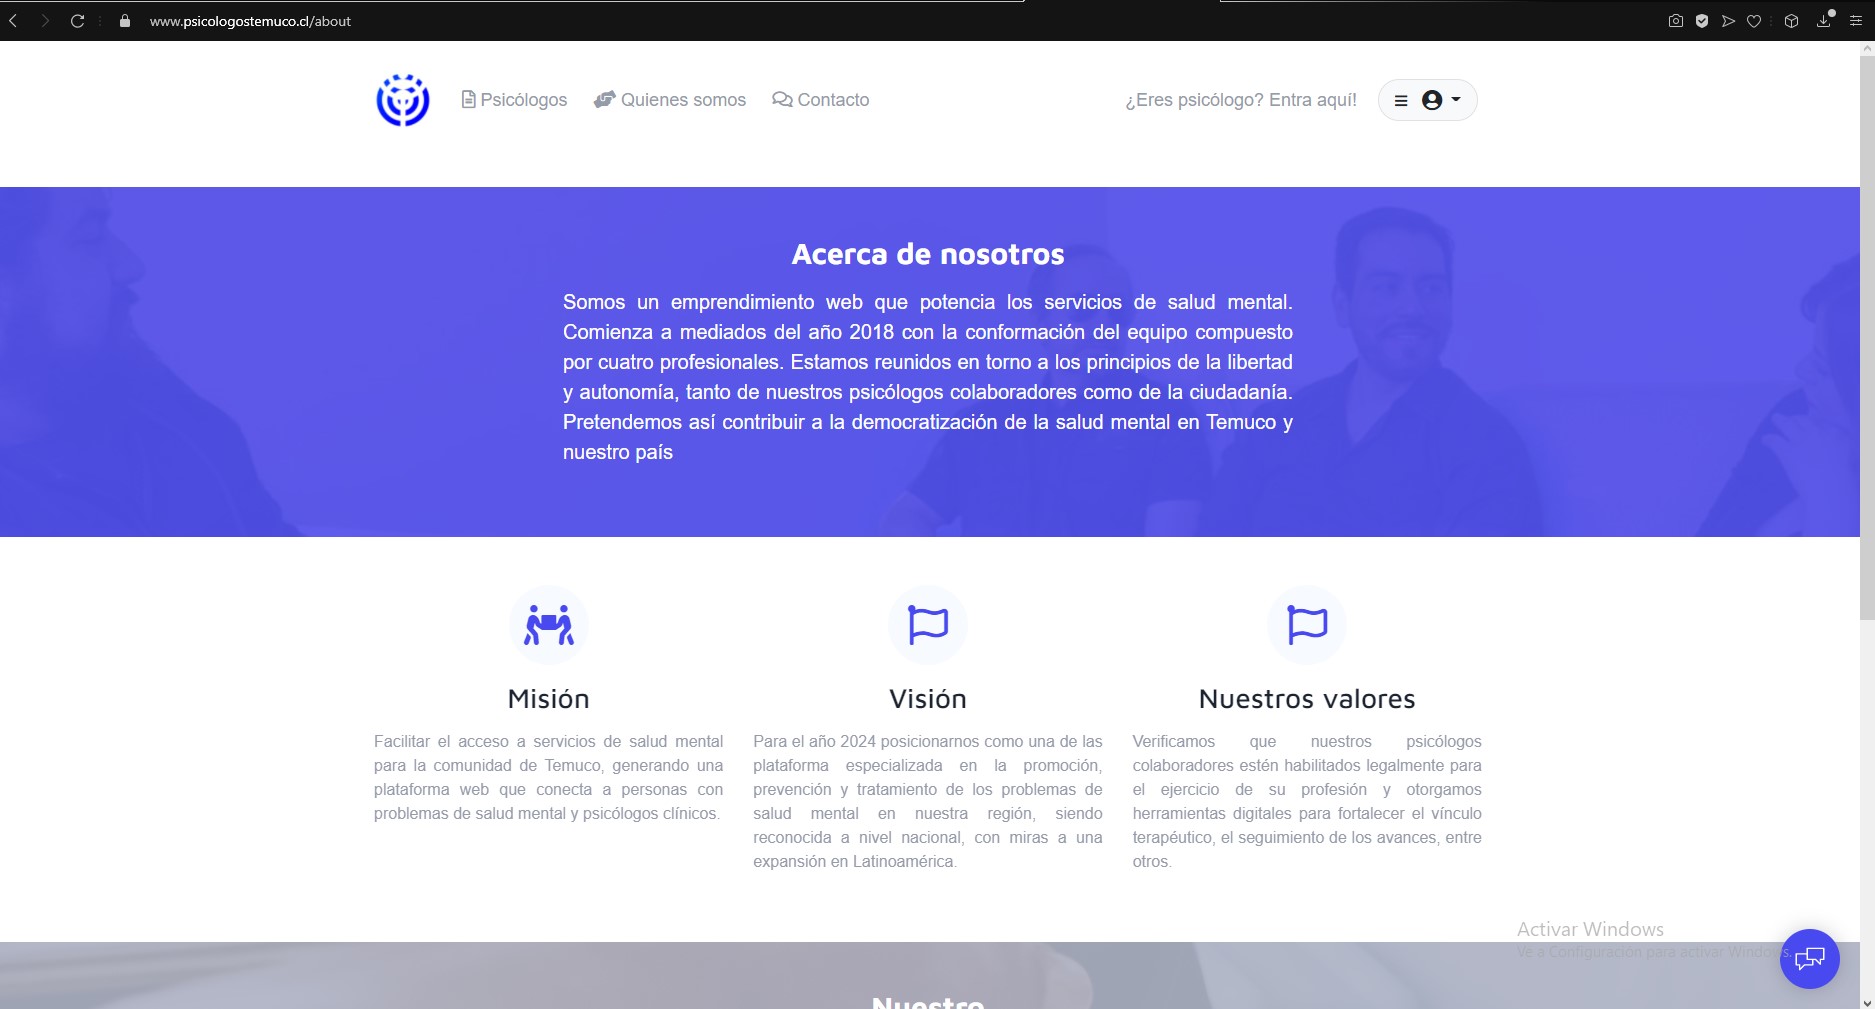 www.psicologostemuco.cl/about
Psicólogos Quienes somos Contacto ¿Eres psicólogo? Entra aquí!
Acerca de nosotros
Somos un emprendimiento web que potencia los servicios de salud mental.
Comienza a mediados del año 2018 con la conformación del equipo compuesto
por cuatro profesionales. Estamos reunidos en torno a los principios de la libertad
y autonomía, tanto de nuestros psicólogos colaboradores como de la ciudadanía.
Pretendemos así contribuir a la democratización de la salud mental en Temuco y
nuestro país
Misión
Facilitar el acceso a servicios de salud mental
para la comunidad de Temuco, generando una
plataforma web que conecta a personas con
problemas de salud mental y psicólogos clínicos.
Visión
Para el año 2024 posicionarnos como una de las
plataforma especializada en la promoción,
prevención y tratamiento de los problemas de
salud mental en nuestra región, siendo
reconocida a nivel nacional, con miras a una
expansión en Latinoamérica.
Nuestros valores
Verificamos que nuestros psicólogos
colaboradores estén habilitados legalmente para
el ejercicio de su profesión y otorgamos
herramientas digitales para fortalecer el vínculo
terapéutico, el seguimiento de los avances, entre
otros.
Activar Windows
Ve a Configuración para activar Windows.
Nuestro